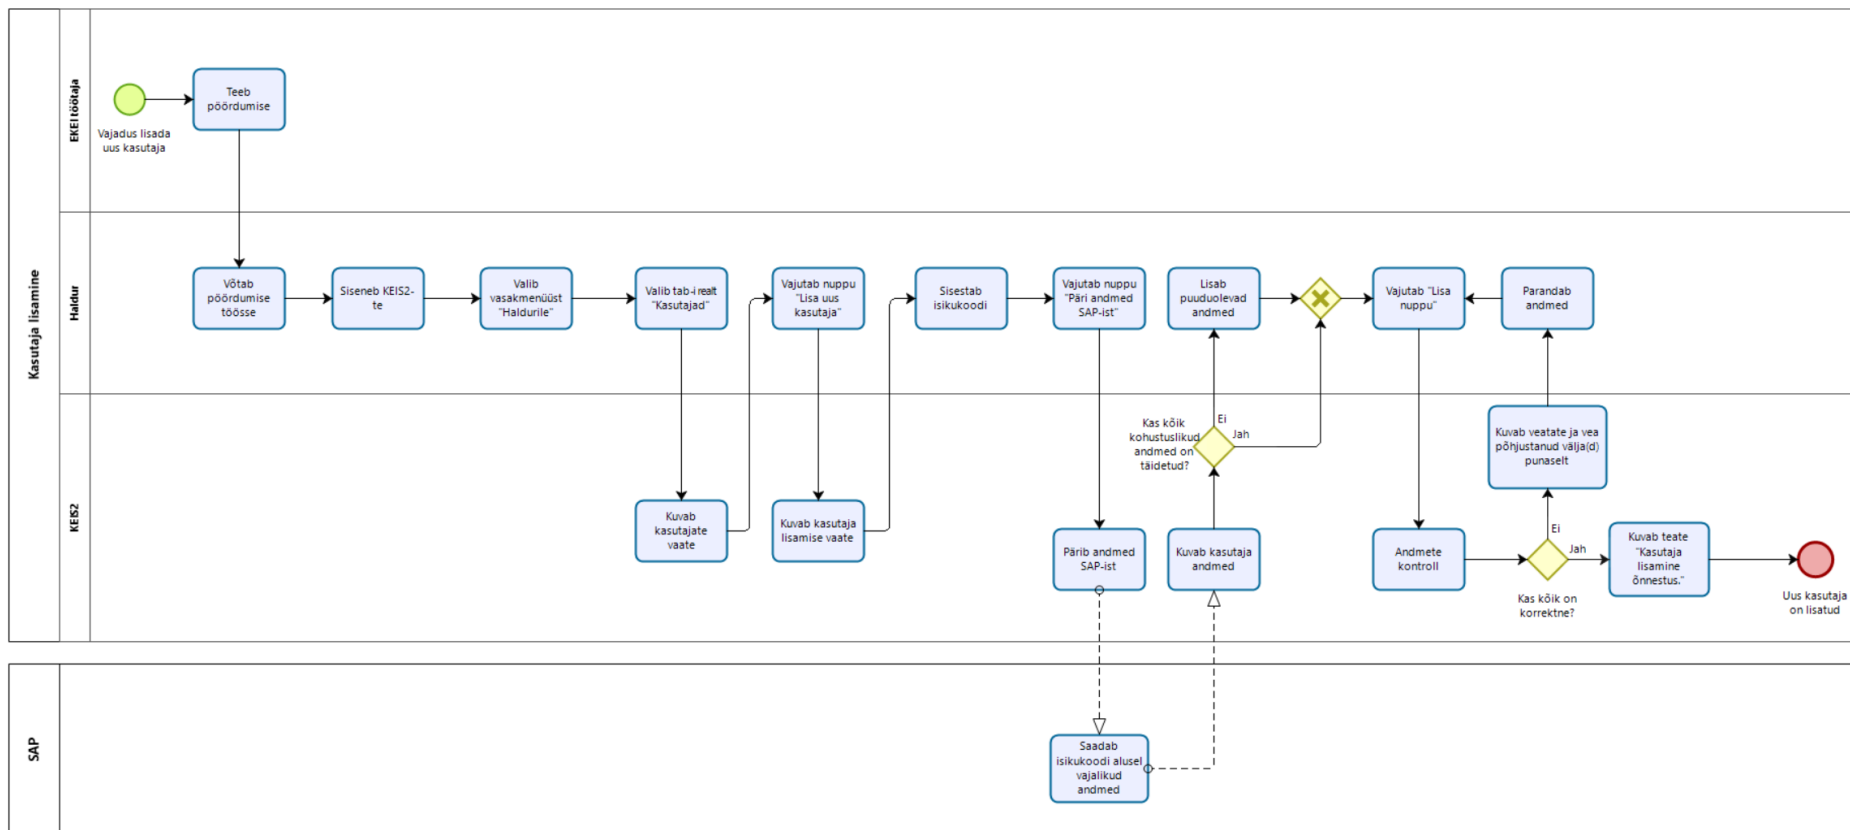 Kasutaja lisamine
EKEI töötaja
Vajadus lisada
uus kasutaja
Teeb
pöördumise
Haldur
Võtab
pöördumise
töösse
Siseneb KEIS2-
te
Valib
vasakmenüüst
"Haldurile"
Valib tab-i realt
"Kasutajad"
Vajutab nuppu
"Lisa uus
kasutaja"
Sisestab
isikukoodi
Vajutab nuppu
"Päri andmed
SAP-ist"
Lisab
puuduolevad
andmed
Vajutab "Lisa
nuppu"
Parandab
andmed
KEIS2
Kuvab
kasutajate
vaate
Kuvab kasutaja
lisamise vaate
Pärib andmed
SAP-ist
Kuvab kasutaja
andmed
Kas kõik
kohustuslikud
andmed on
täidetud?
Ei
Jah
Andmete
kontroll
Kas kõik on
korrektne?
Ei
Jah
Kuvab veatate ja vea
põhjustanud välja(d)
punaselt
Kuvab teate
"Kasutaja
lisamine
õnnestus."
Uus kasutaja
on lisatud
SAP
Saadab
isikukoodi alusel
vajalikud
andmed